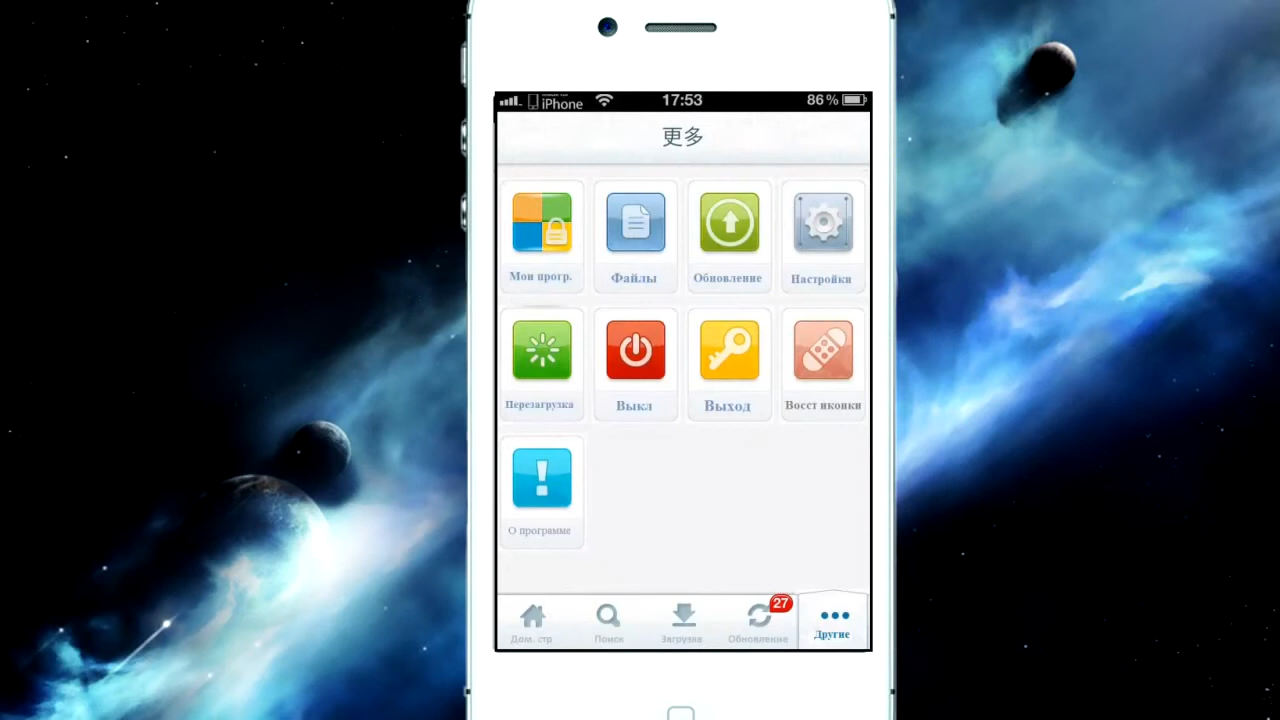 iPhone 17:53 86 %
更多
Мои прогр. Файлы Обновление Настройки
Перезагрузка Выкл Выход Восст иконки
О программе
27
Дом. стр Поиск Загрузка Обновление Другие